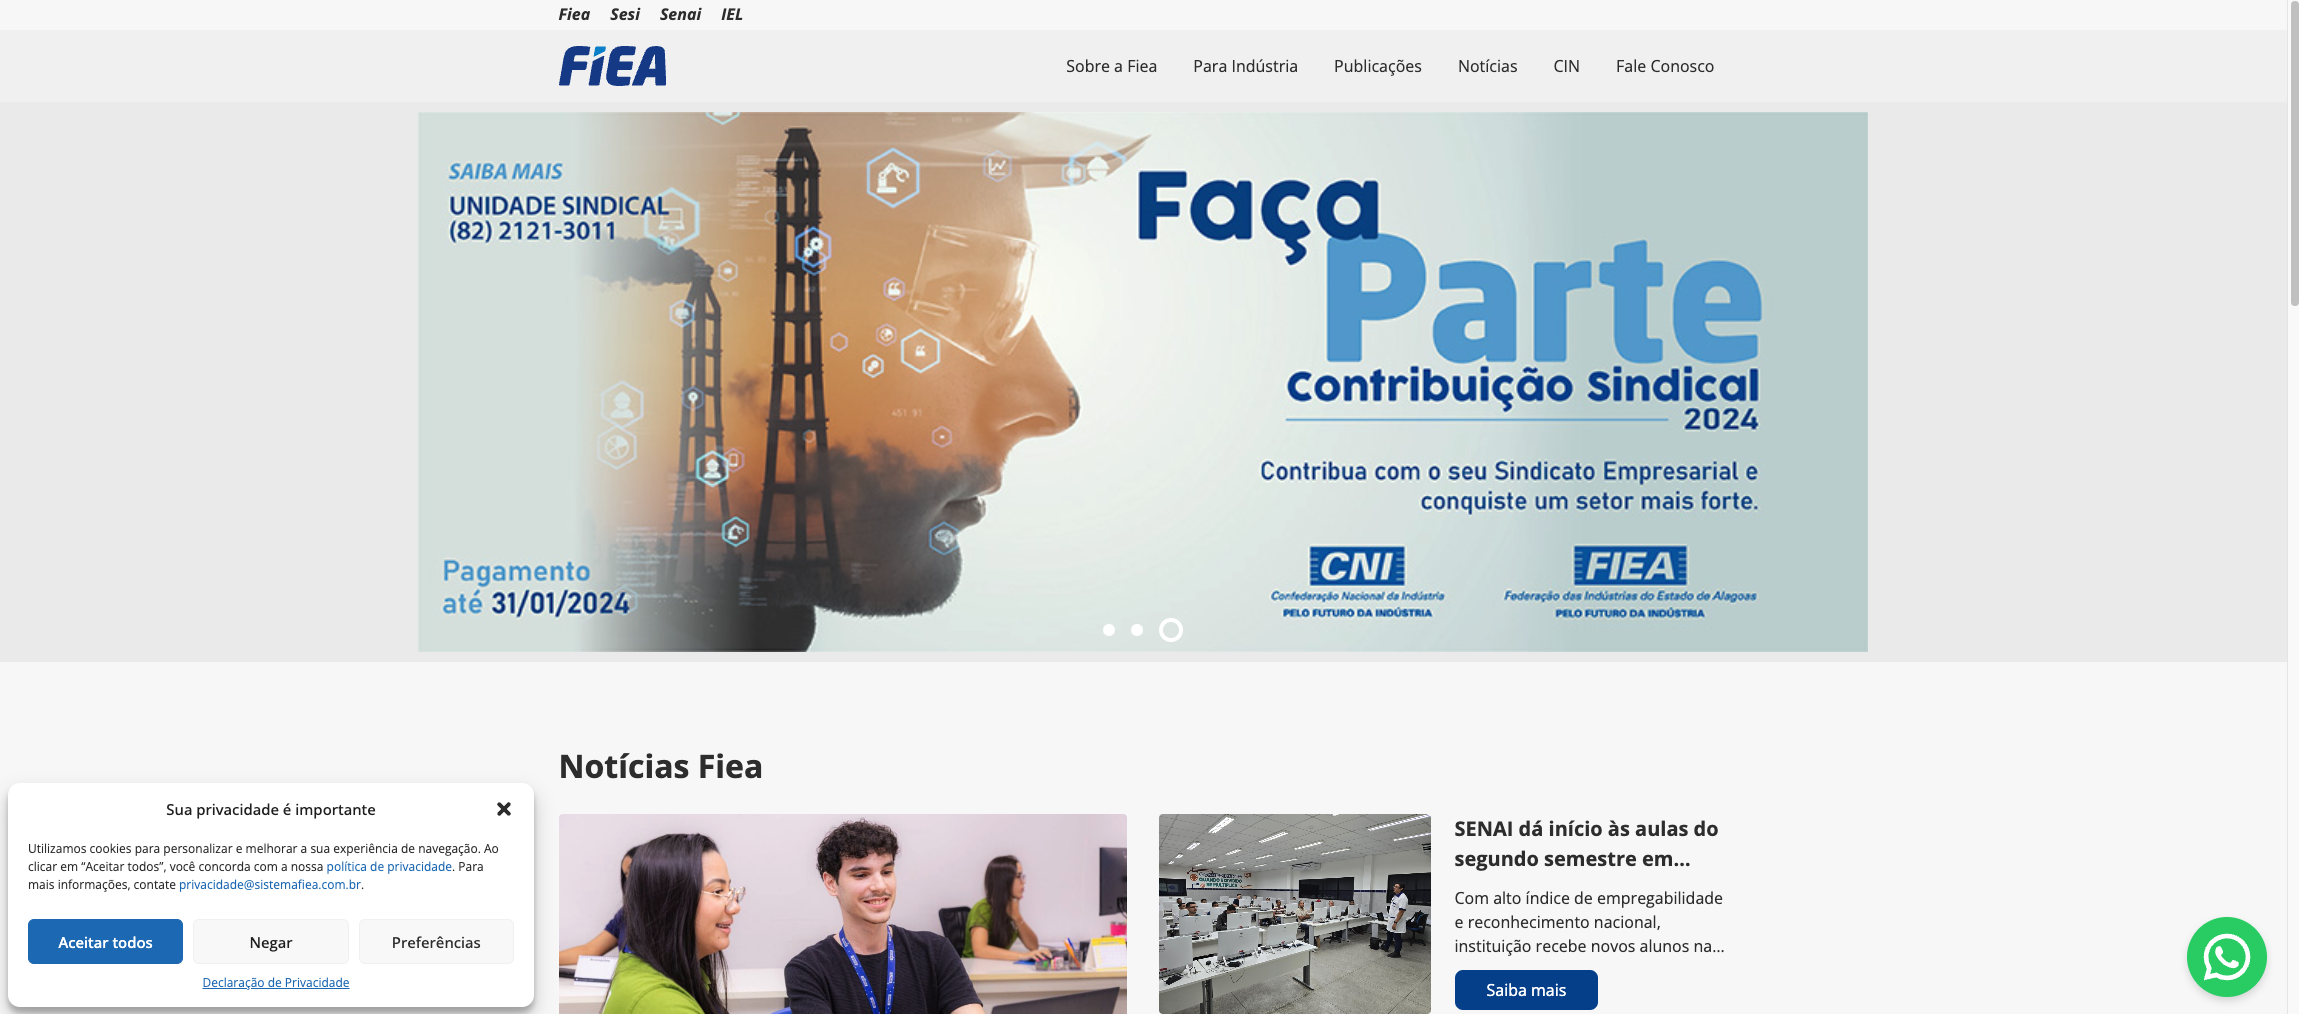 Fiea Sesi Senai IEL
FIEA
Sobre a Fiea Para Indústria Publicações Notícias CIN Fale Conosco
SAIBA MAIS
UNIDADE SINDICAL
(82) 2121-3011
Faça
Parte
Contribuição Sindical
2024
Contribua com o seu Sindicato Empresarial e
conquiste um setor mais forte.
Pagamento
até 31/01/2024
CNI
Confederação Nacional da Indústria
PELO FUTURO DA INDÚSTRIA
FIEA
Federação das Indústrias do Estado de Alagoas
PELO FUTURO DA INDÚSTRIA
Notícias Fiea
SENAI dá início às aulas do
segundo semestre em...
Com alto índice de empregabilidade
e reconhecimento nacional,
instituição recebe novos alunos na...
Saiba mais
Sua privacidade é importante
Utilizamos cookies para personalizar e melhorar a sua experiência de navegação. Ao
clicar em “Aceitar todos”, você concorda com a nossa política de privacidade. Para
mais informações, contate privacidade@sistemafiea.com.br.
Aceitar todos Negar Preferências
Declaração de Privacidade